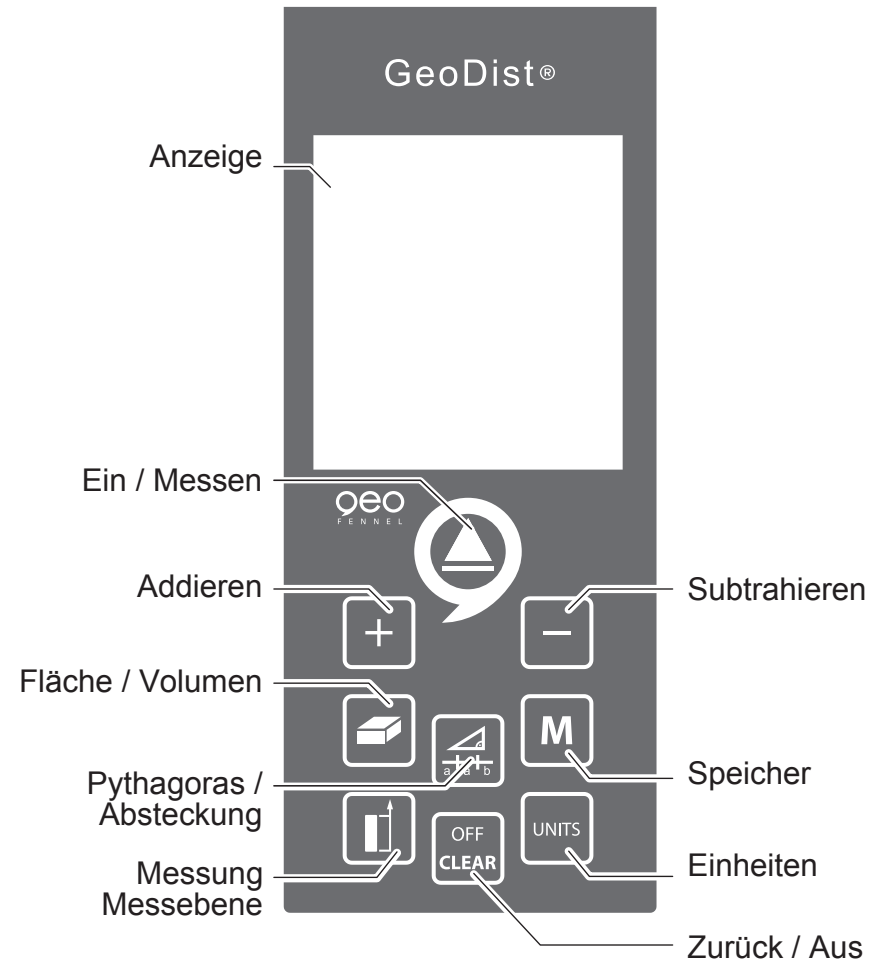 GeoDist®
Anzeige
Ein / Messen
geo
FENNEL
Addieren
Subtrahieren
+
−
Fläche / Volumen
M
a a b
Pythagoras /
Absteckung
Speicher
OFF
CLEAR
UNITS
Messung
Messebene
Einheiten
Zurück / Aus